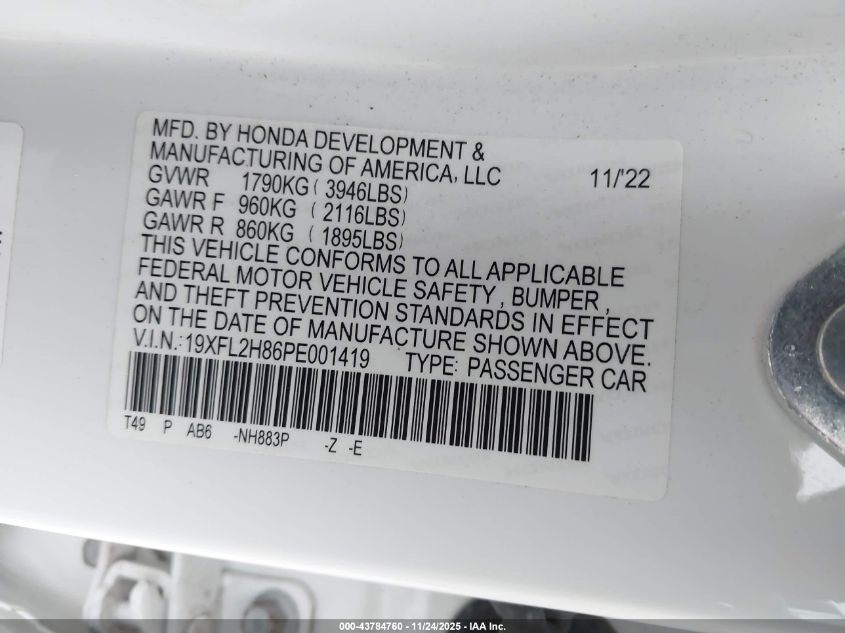 MFD. BY HONDA DEVELOPMENT &
MANUFACTURING OF AMERICA, LLC 11/'22
GVWR 1790KG ( 3946LBS)
GAWR F 960KG ( 2116LBS)
GAWR R 860KG ( 1895LBS)
THIS VEHICLE CONFORMS TO ALL APPLICABLE
FEDERAL MOTOR VEHICLE SAFETY , BUMPER ,
AND THEFT PREVENTION STANDARDS IN EFFECT
ON THE DATE OF MANUFACTURE SHOWN ABOVE.
V.I.N.:19XFL2H86PE001419 TYPE: PASSENGER CAR
T49 P AB6 -NH883P -Z -E
000-43784760 — 11/24/2025 — IAA Inc.